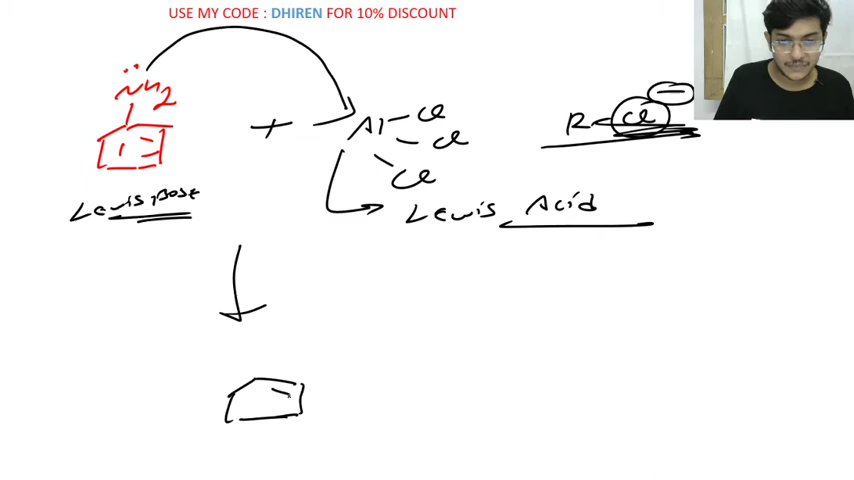 USE MY CODE : DHIREN FOR 10% DISCOUNT
NH2
+ Al Cl R Cl −
Cl
Cl
Lewis Base
Lewis Acid